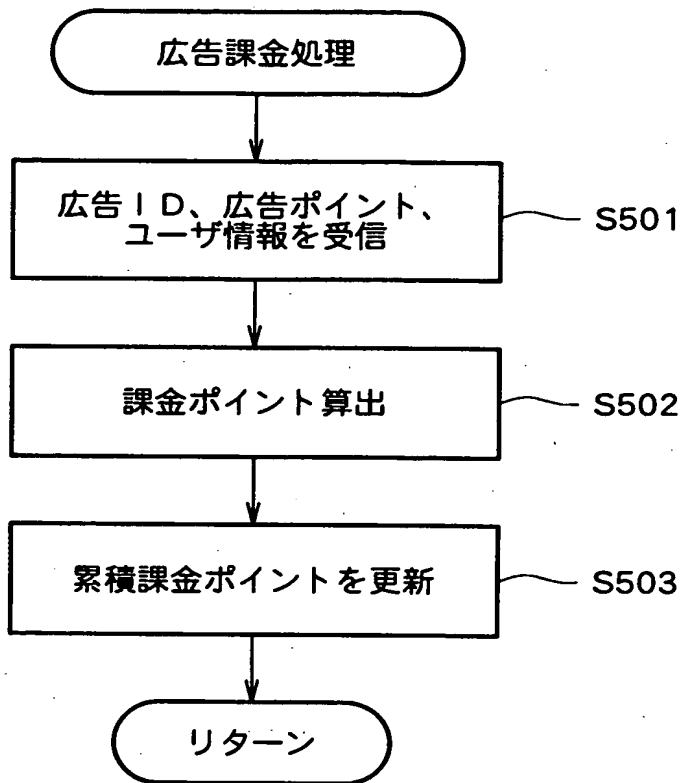 広告課金処理
広告ID、広告ポイント、
ユーザ情報を受信
S501
課金ポイント算出
S502
累積課金ポイントを更新
S503
リターン